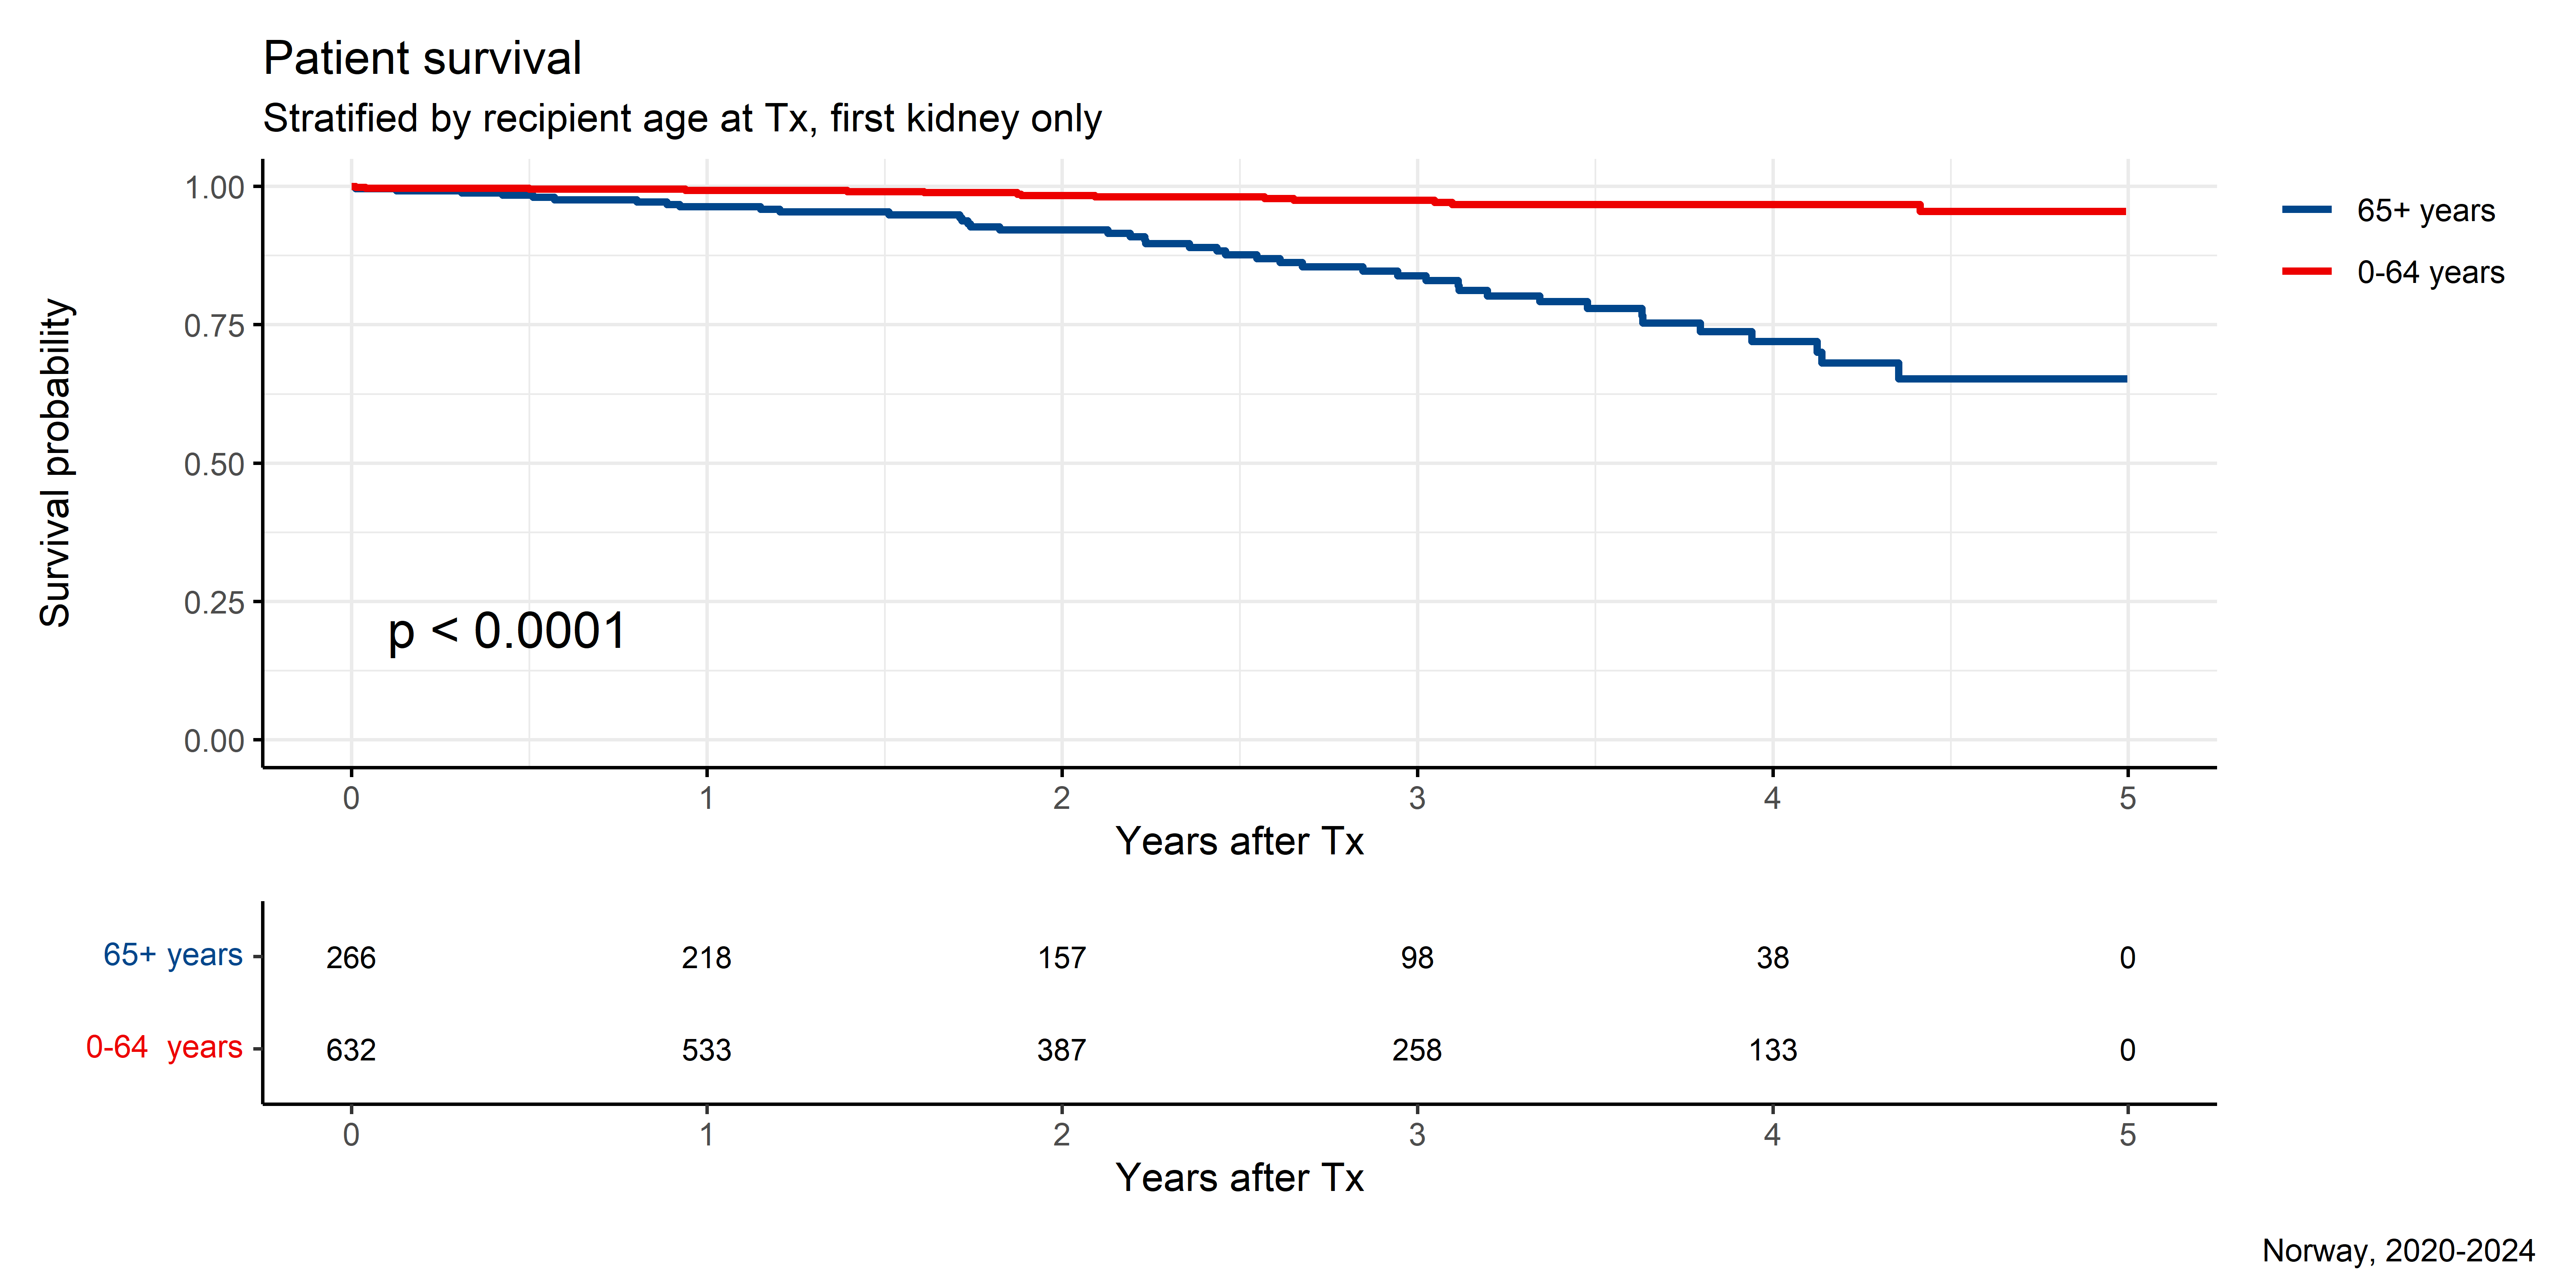 Patient survival
Stratified by recipient age at Tx, first kidney only
Survival probability
1.00
0.75
0.50
0.25
0.00
p < 0.0001
65+ years
0-64 years
0 1 2 3 4 5
Years after Tx
65+ years 266 218 157 98 38 0
0-64  years 632 533 387 258 133 0
0 1 2 3 4 5
Years after Tx
Norway, 2020-2024